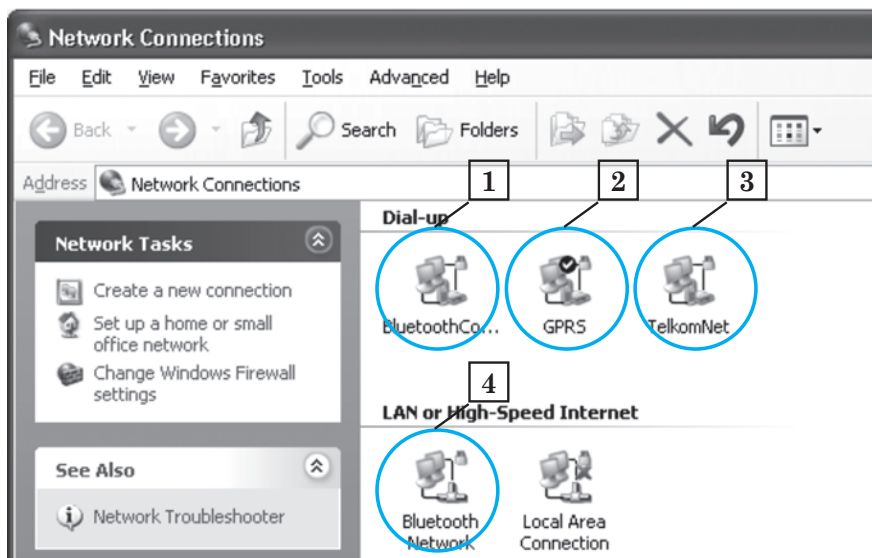 Network Connections
File Edit View Favorites Tools Advanced Help
Back Search Folders
Address Network Connections
1 2 3
Dial-up
Network Tasks
Create a new connection
Set up a home or small
office network
Change Windows Firewall
settings
BluetoothCo... GPRS TelkomNet
4
LAN or High-Speed Internet
See Also
Network Troubleshooter
Bluetooth
Network
Local Area
Connection